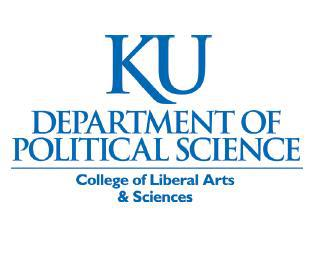 KU
DEPARTMENT OF
POLITICAL SCIENCE
College of Liberal Arts
& Sciences